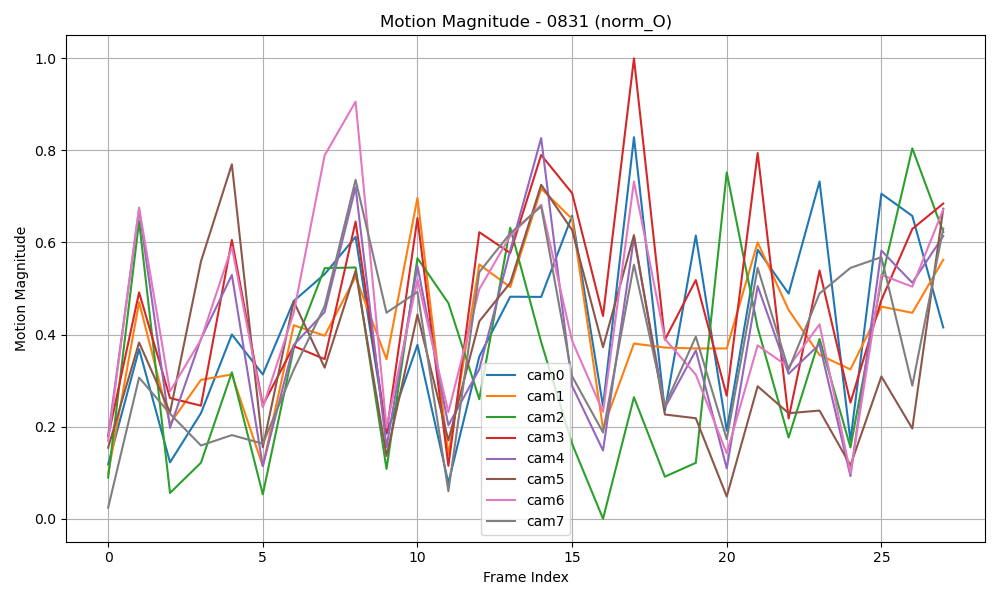 Motion Magnitude - 0831 (norm_O)
Motion Magnitude
1.0
0.8
0.6
0.4
0.2
0.0
cam0
cam1
cam2
cam3
cam4
cam5
cam6
cam7
0 5 10 15 20 25
Frame Index